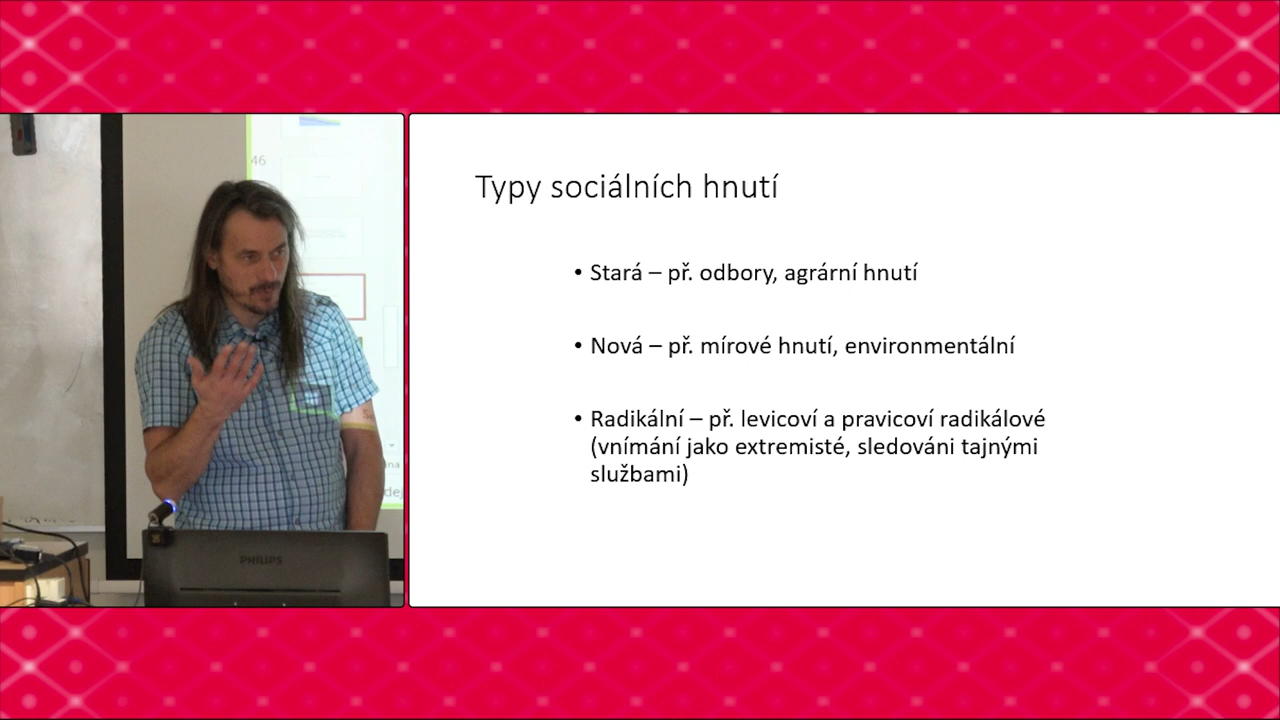 46
PHILIPS
Typy sociálních hnutí
• Stará – př. odbory, agrární hnutí
• Nová – př. mírové hnutí, environmentální
• Radikální – př. levicoví a pravicoví radikálové
(vnímání jako extremisté, sledováni tajnými
službami)